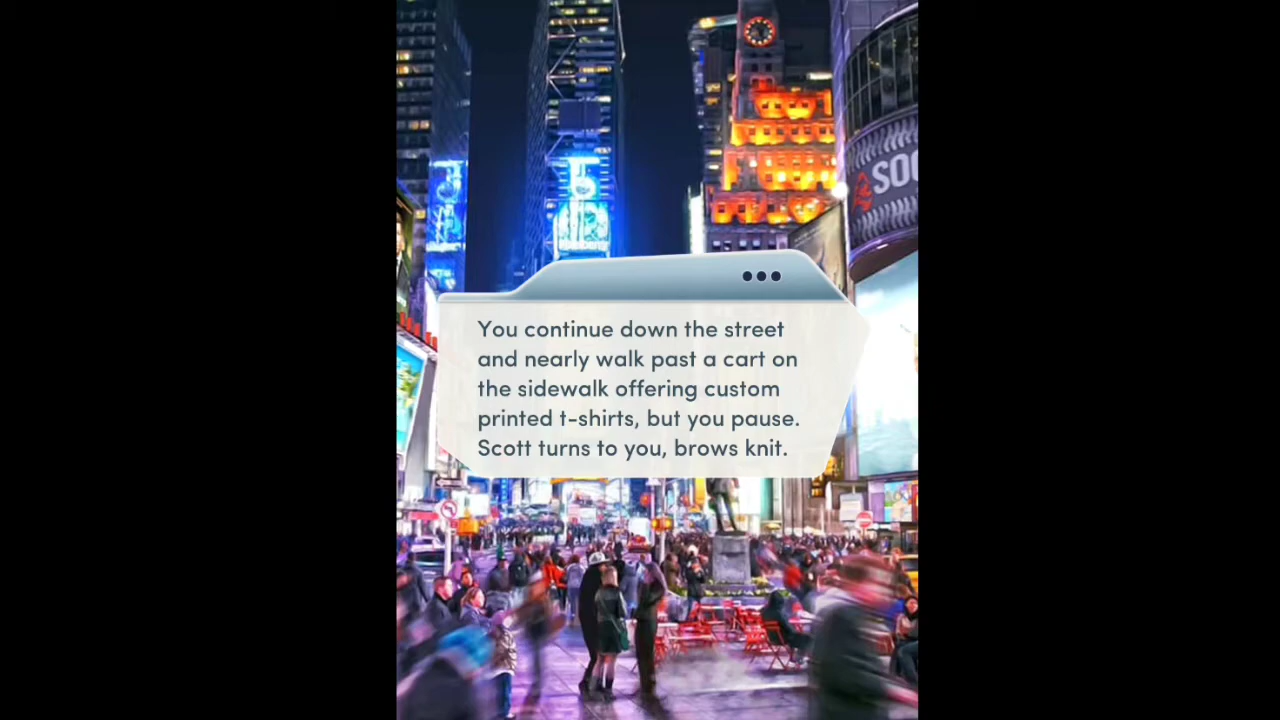 SOC
You continue down the street
and nearly walk past a cart on
the sidewalk offering custom
printed t-shirts, but you pause.
Scott turns to you, brows knit.